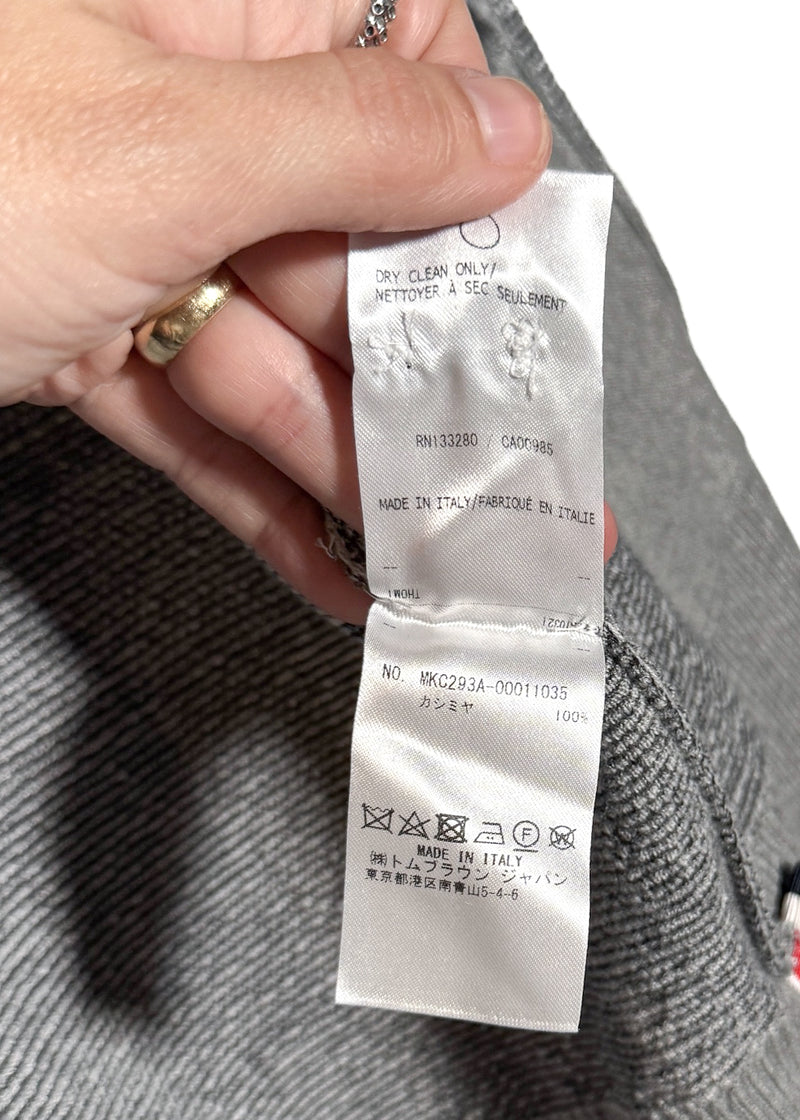 DRY CLEAN ONLY/
NETTOYER À SEC SEULEMENT
RN133280 / CA00985
MADE IN ITALY/FABRIQUÉ EN ITALIE
THOM1
NO. MKC293A-00011035
カシミヤ 100%
F
W
MADE IN ITALY
㈱トムブラウン ジャパン
東京都港区南青山5-4-6